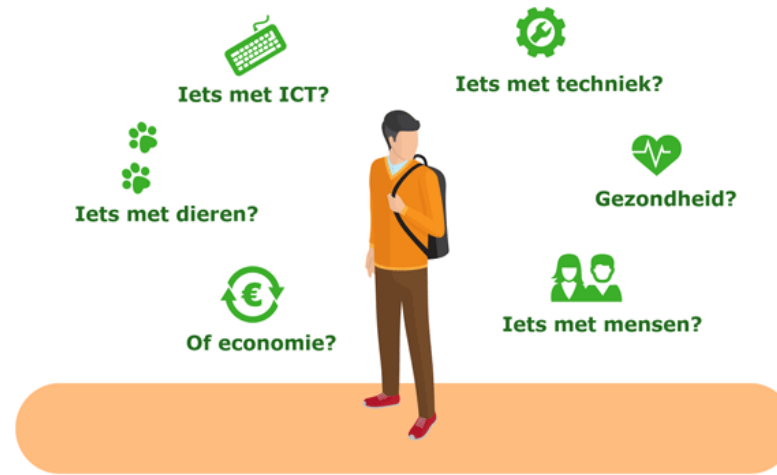 Iets met ICT?
Iets met techniek?
Iets met dieren?
Gezondheid?
Of economie?
Iets met mensen?